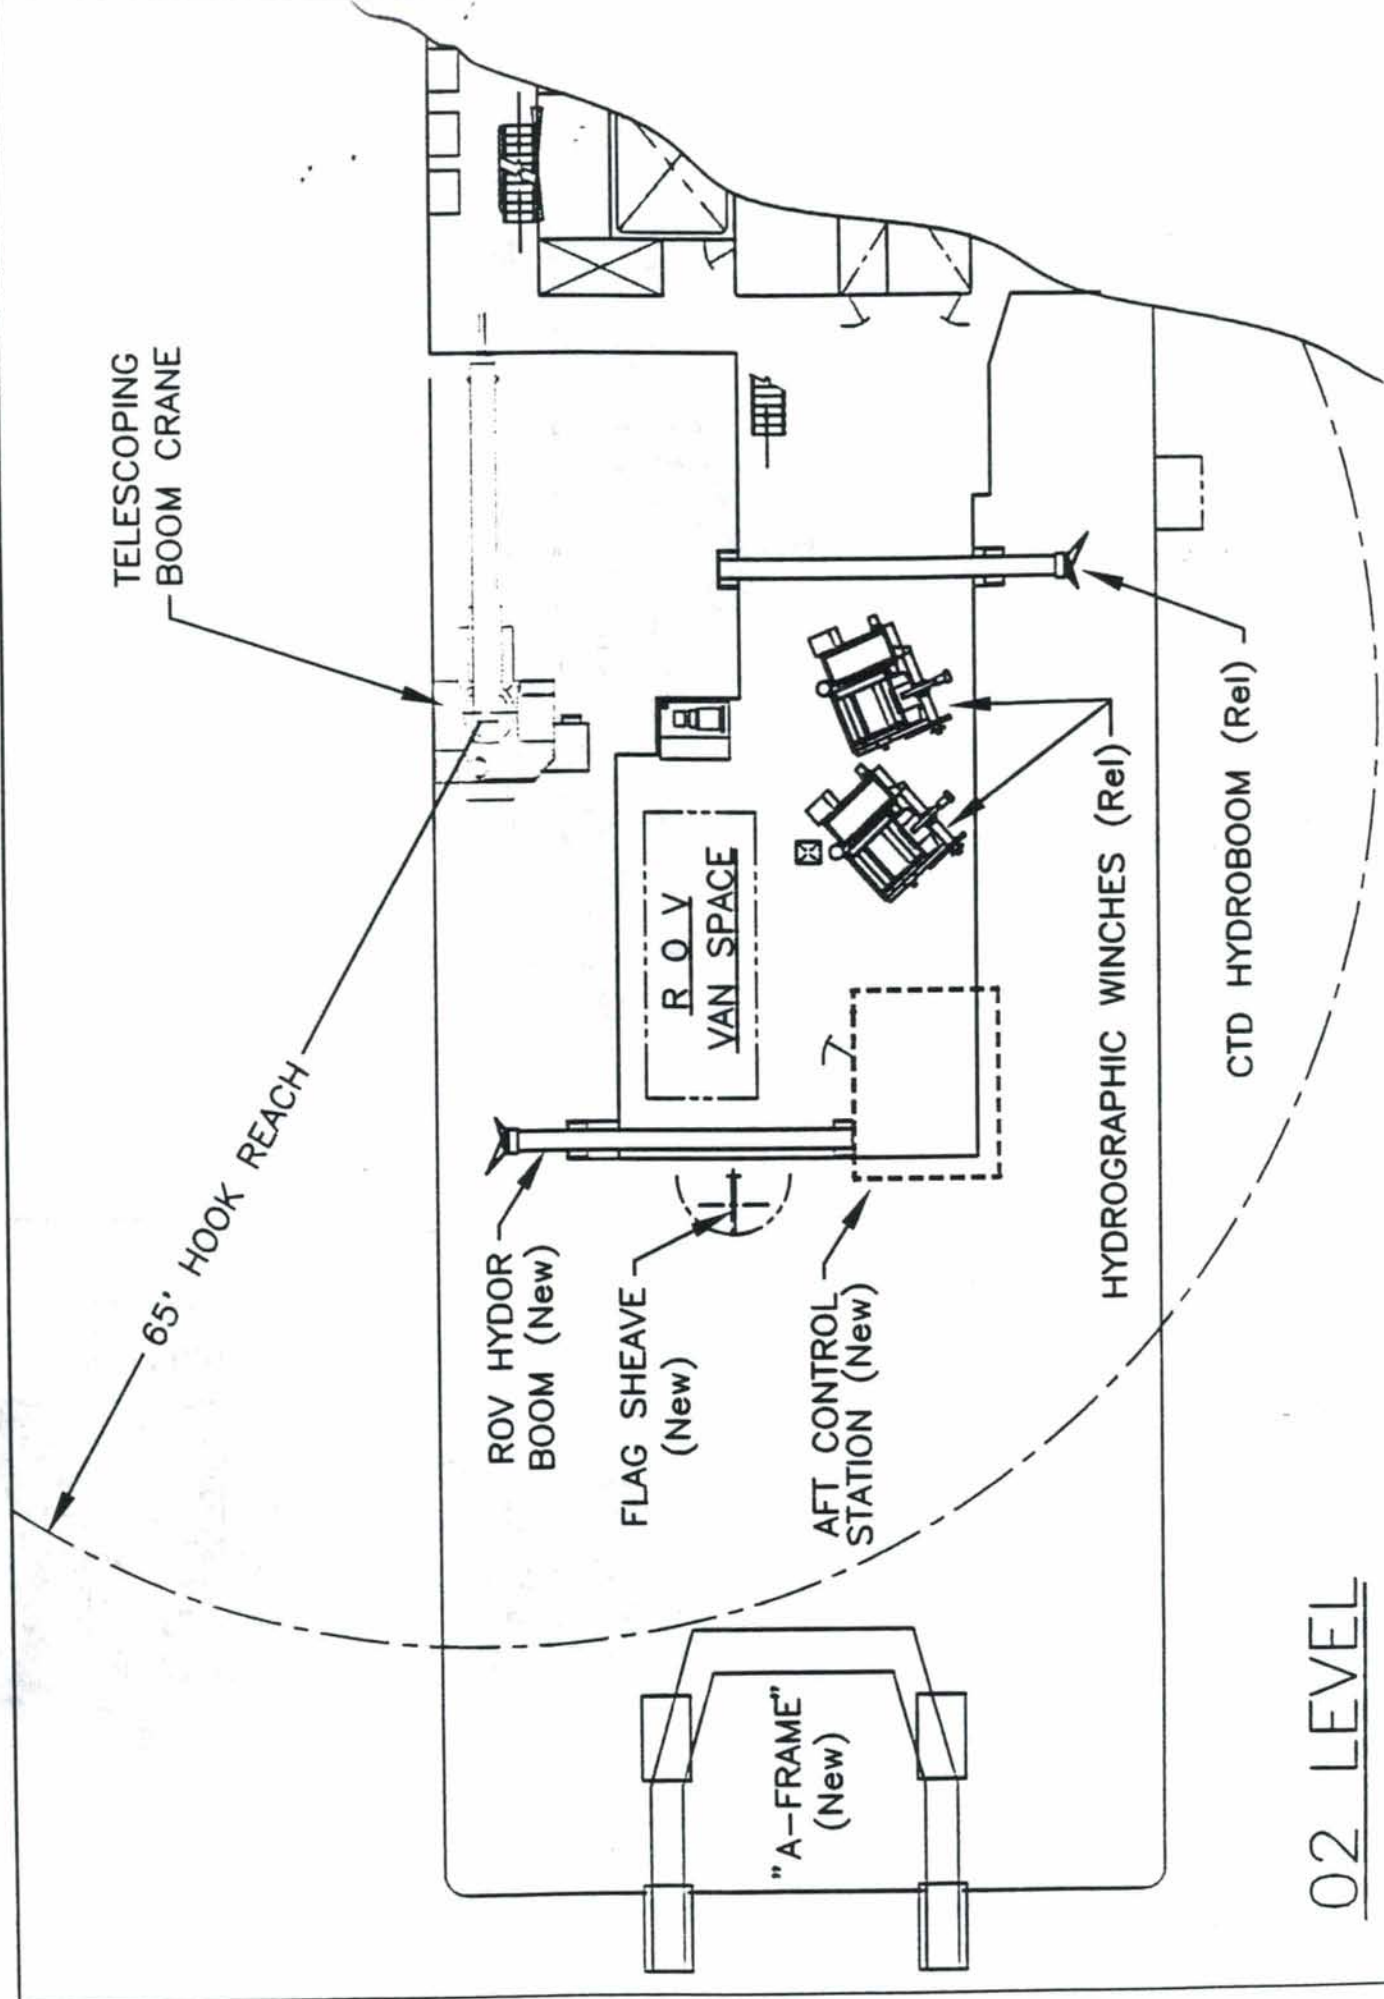 TELESCOPING
BOOM CRANE
65' HOOK REACH
R O V
VAN SPACE
ROV HYDOR
BOOM (New)
FLAG SHEAVE
(New)
AFT CONTROL
STATION (New)
"A-FRAME"
(New)
HYDROGRAPHIC WINCHES (Rel)
CTD HYDROBOOM (Rel)
02 LEVEL